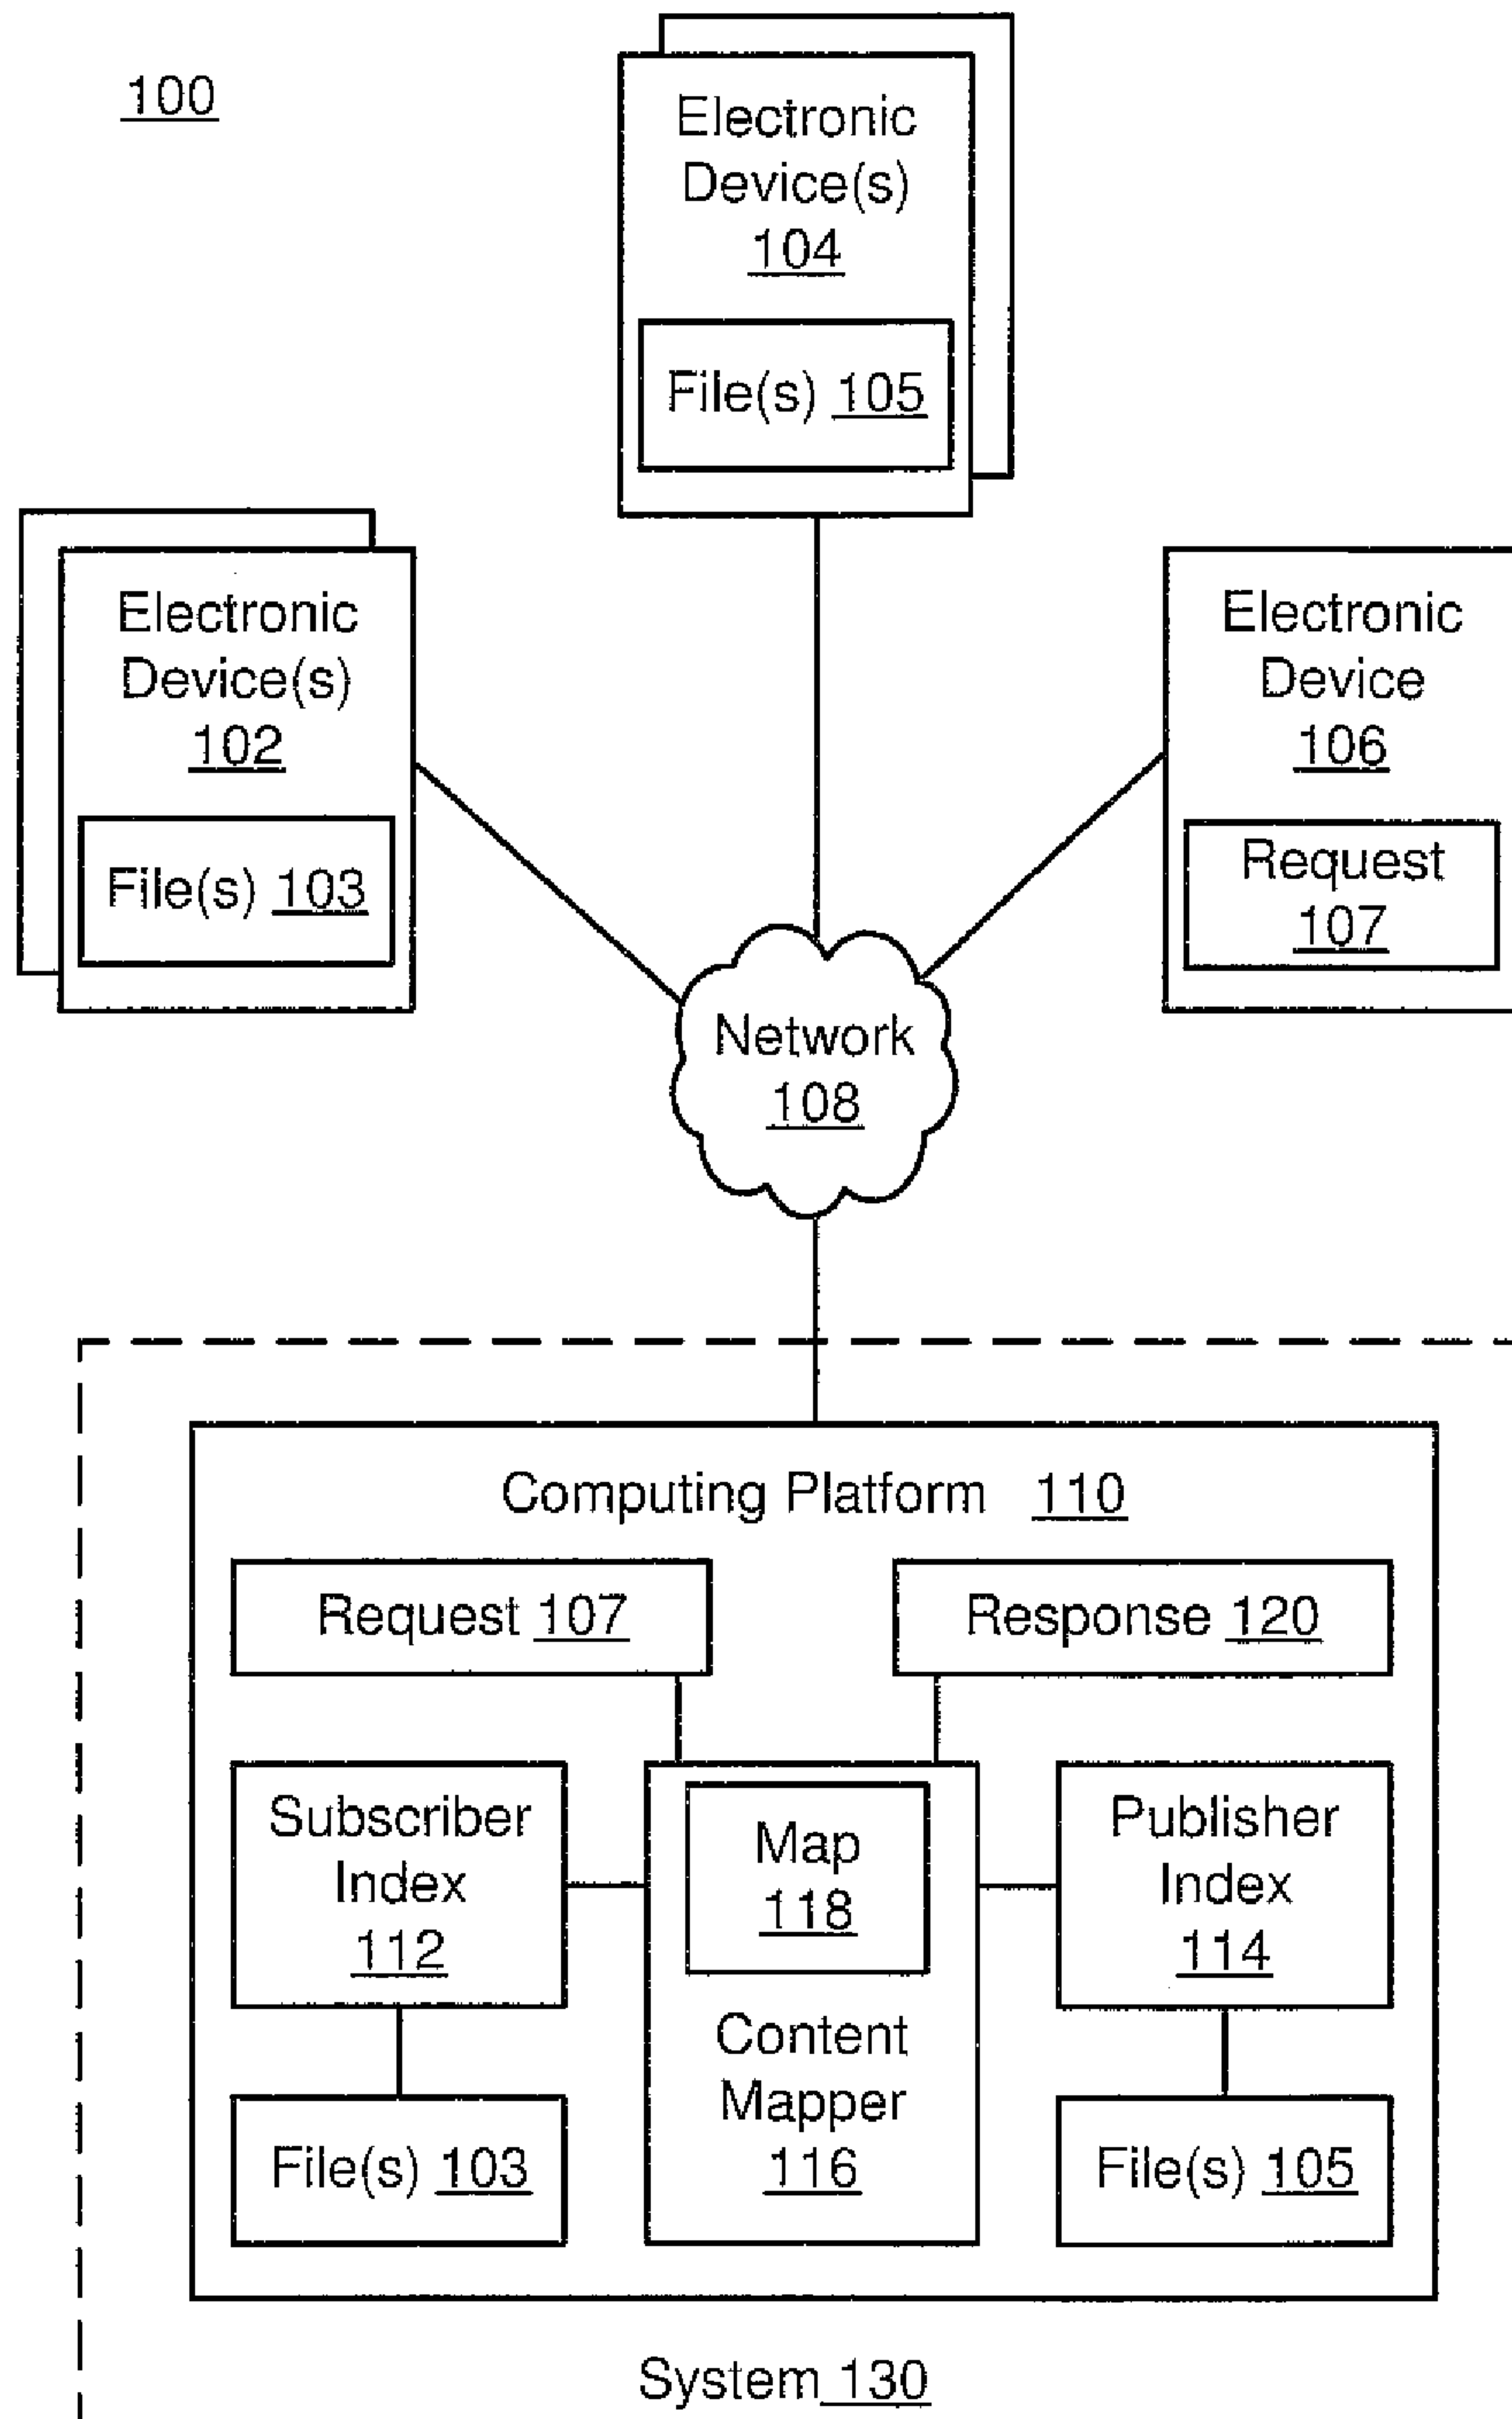 100
Electronic
Device(s)
104
File(s) 105
Electronic
Device(s)
102
File(s) 103
Electronic
Device
106
Request
107
Network
108
Computing Platform 110
Request 107
Response 120
Subscriber
Index
112
Map
118
Publisher
Index
114
Content
Mapper
116
File(s) 103
File(s) 105
System 130